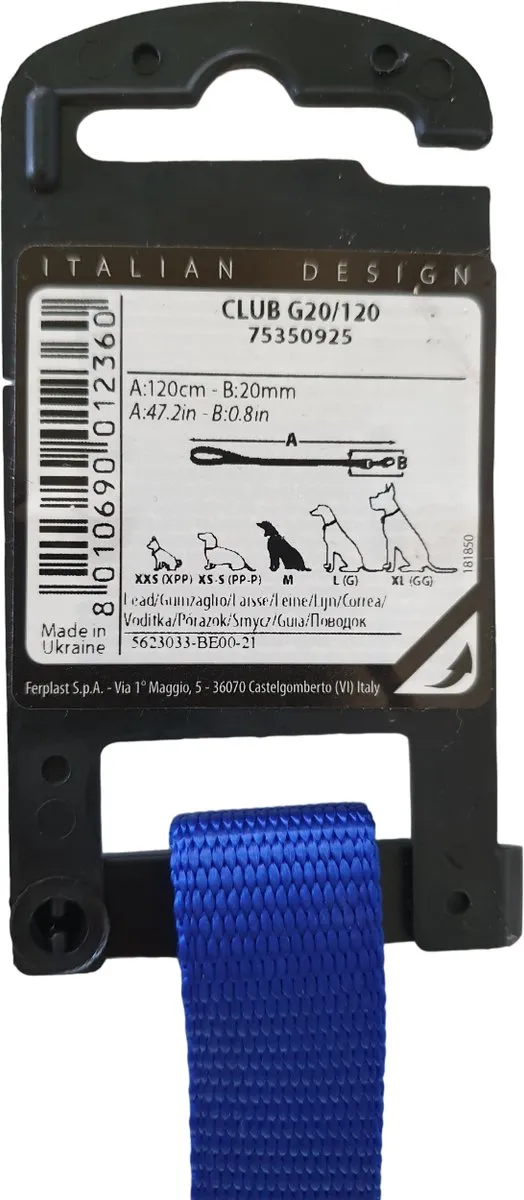 ITALIAN DESIGN
CLUB G20/120
75350925
A:120cm - B:20mm
A:47.2in - B:0.8in
A
B
XXS (XPP) XS-S (PP-P) M L (G) XL (GG)
181850
Lead/Guinzaglio/Laisse/Leine/Lijn/Correa/
Voditka/Pórazok/Smycz/Guia/Поводок
5623033-BE00-21
8 010690 012360
Made in
Ukraine
Ferplast S.p.A. - Via 1° Maggio, 5 - 36070 Castelgomberto (VI) Italy